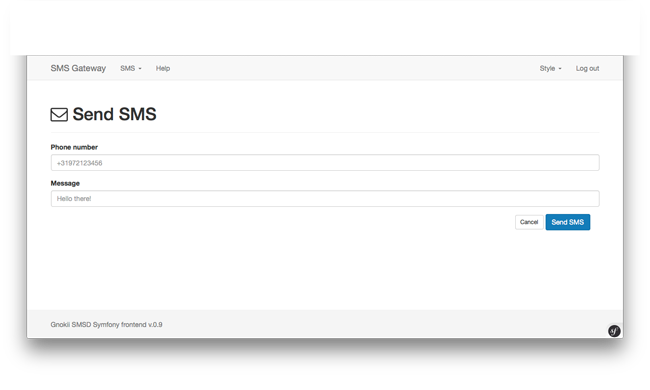 SMS Gateway SMS Help Style Log out
Send SMS
Phone number
+31972123456
Message
Hello there!
Cancel Send SMS
Gnokii SMSD Symfony frontend v.0.9
sf